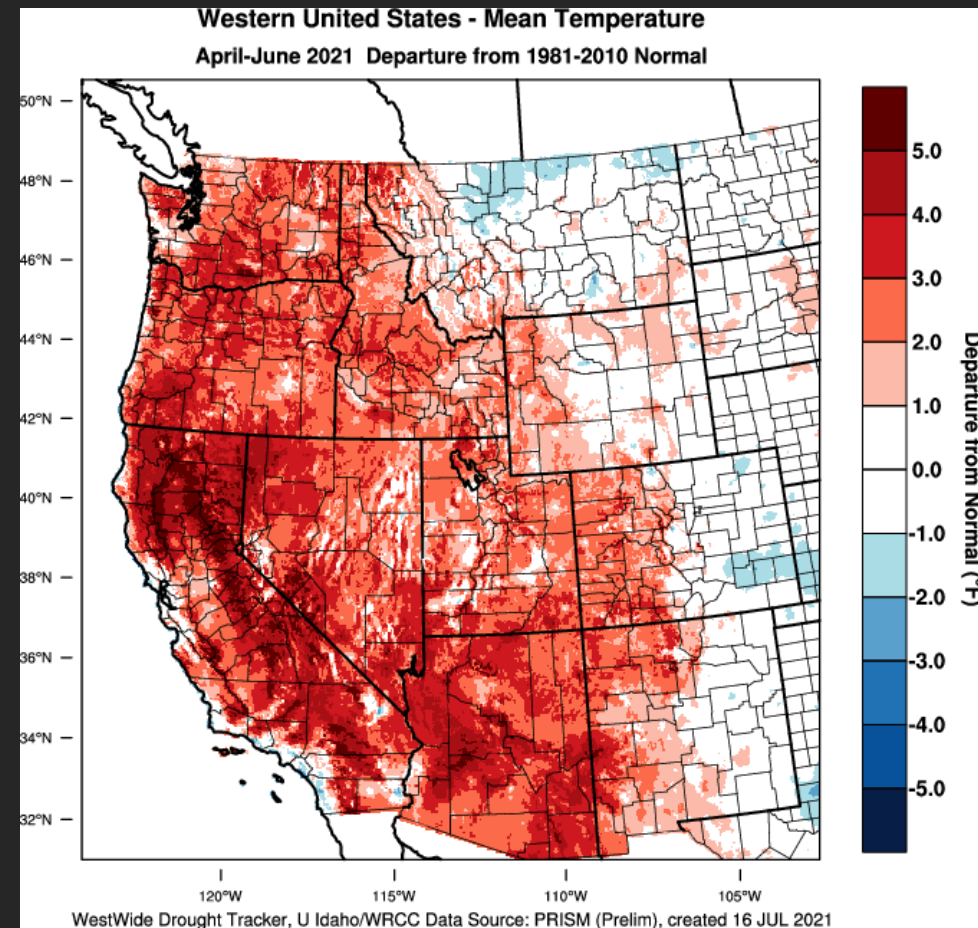 Western United States - Mean Temperature
April-June 2021 Departure from 1981-2010 Normal
50°N
48°N
46°N
44°N
42°N
40°N
38°N
36°N
34°N
32°N
120°W
115°W
110°W
105°W
5.0
4.0
3.0
2.0
1.0
0.0
-1.0
-2.0
-3.0
-4.0
-5.0
Departure from Normal (°F)
WestWide Drought Tracker, U Idaho/WRCC Data Source: PRISM (Prelim), created 16 JUL 2021